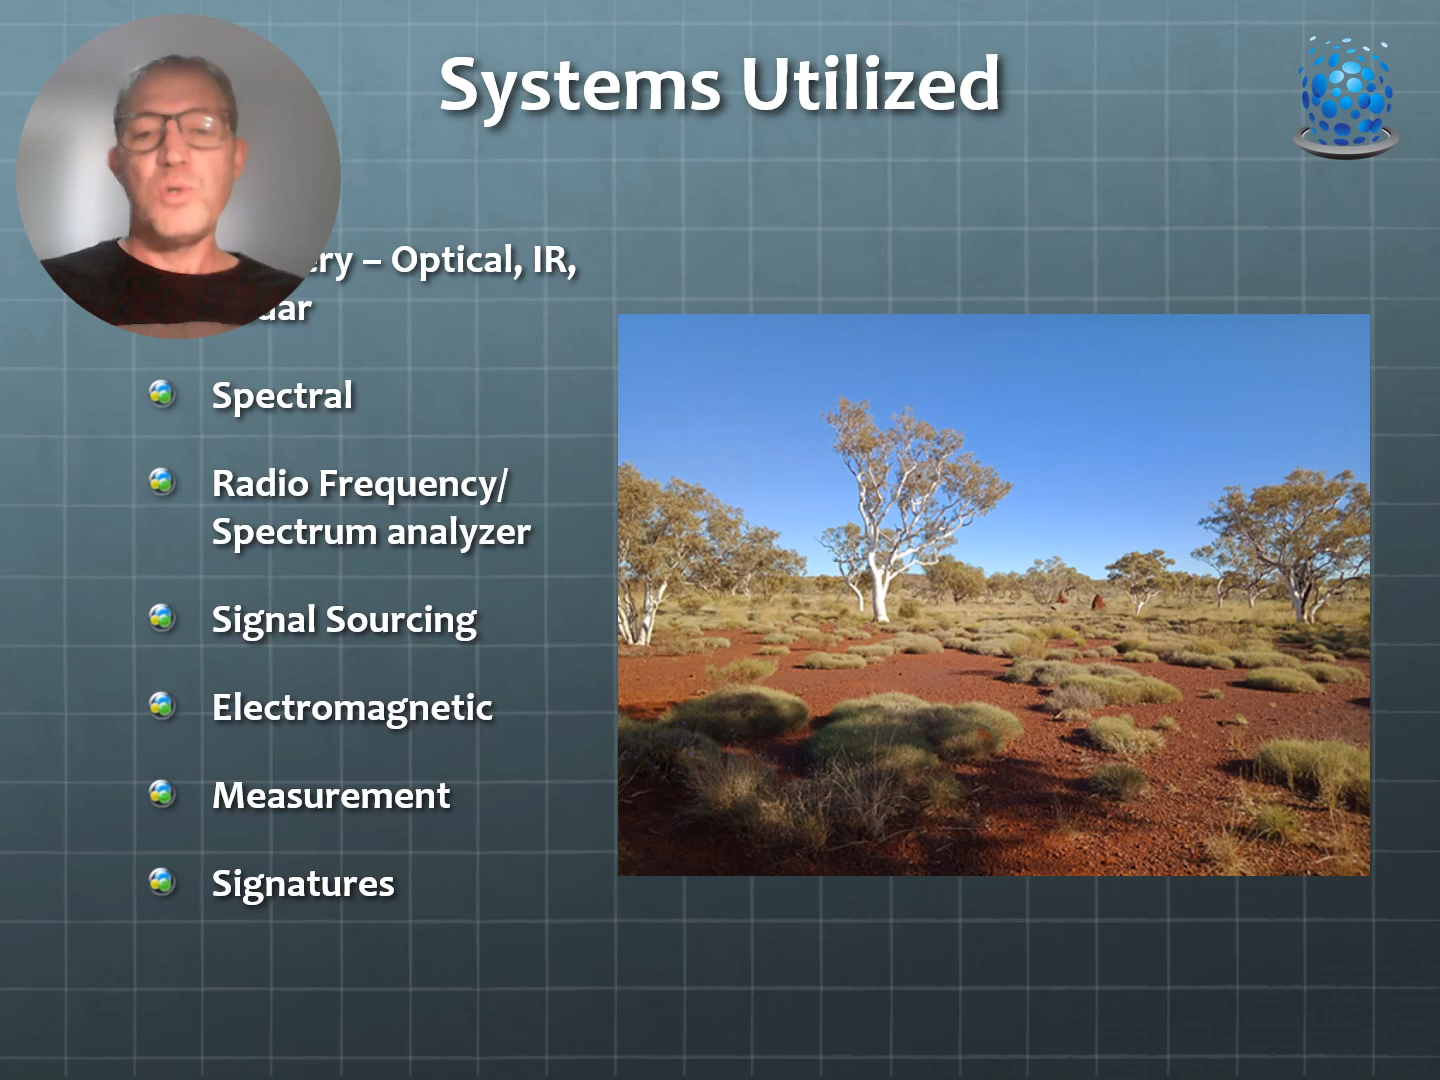 Systems Utilized
– Optical, IR,
Spectral
Radio Frequency/
Spectrum analyzer
Signal Sourcing
Electromagnetic
Measurement
Signatures